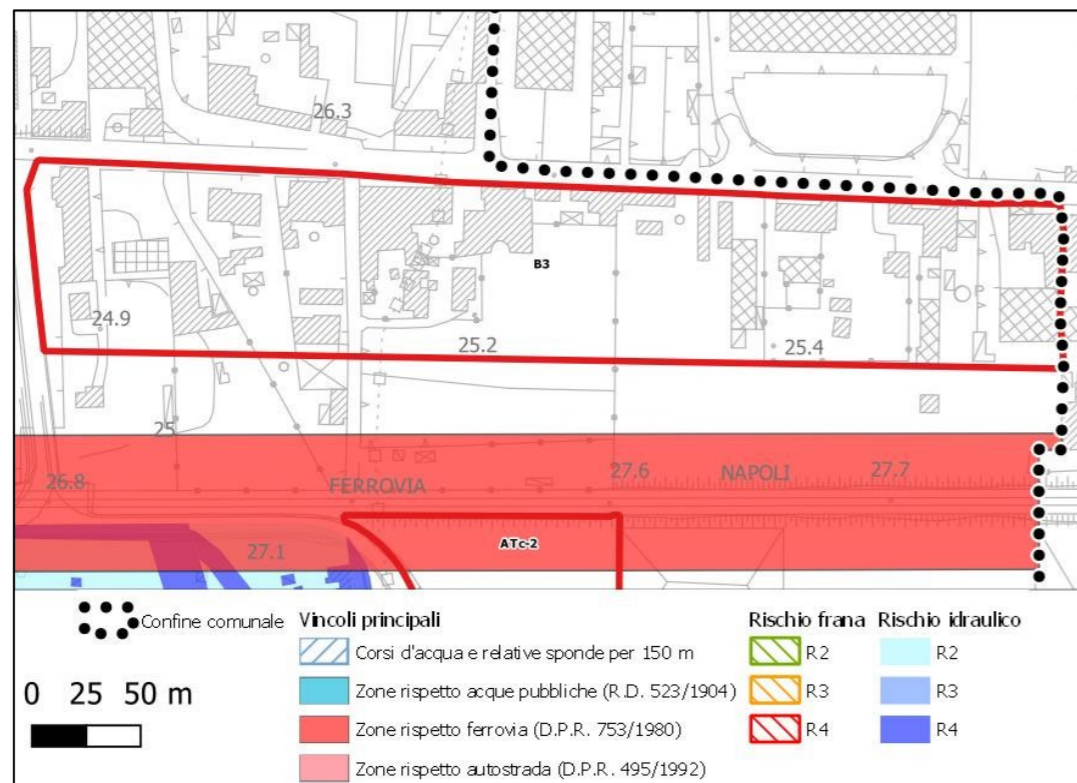 26.3
B3
24.9
25.2
25.4
25
26.8
FERROVIA
27.6
NAPOLI
27.7
27.1
ATc-2
Confine comunale
0 25 50 m
Vincoli principali
Corsi d'acqua e relative sponde per 150 m
Zone rispetto acque pubbliche (R.D. 523/1904)
Zone rispetto ferrovia (D.P.R. 753/1980)
Zone rispetto autostrada (D.P.R. 495/1992)
Rischio frana
R2
R3
R4
Rischio idraulico
R2
R3
R4